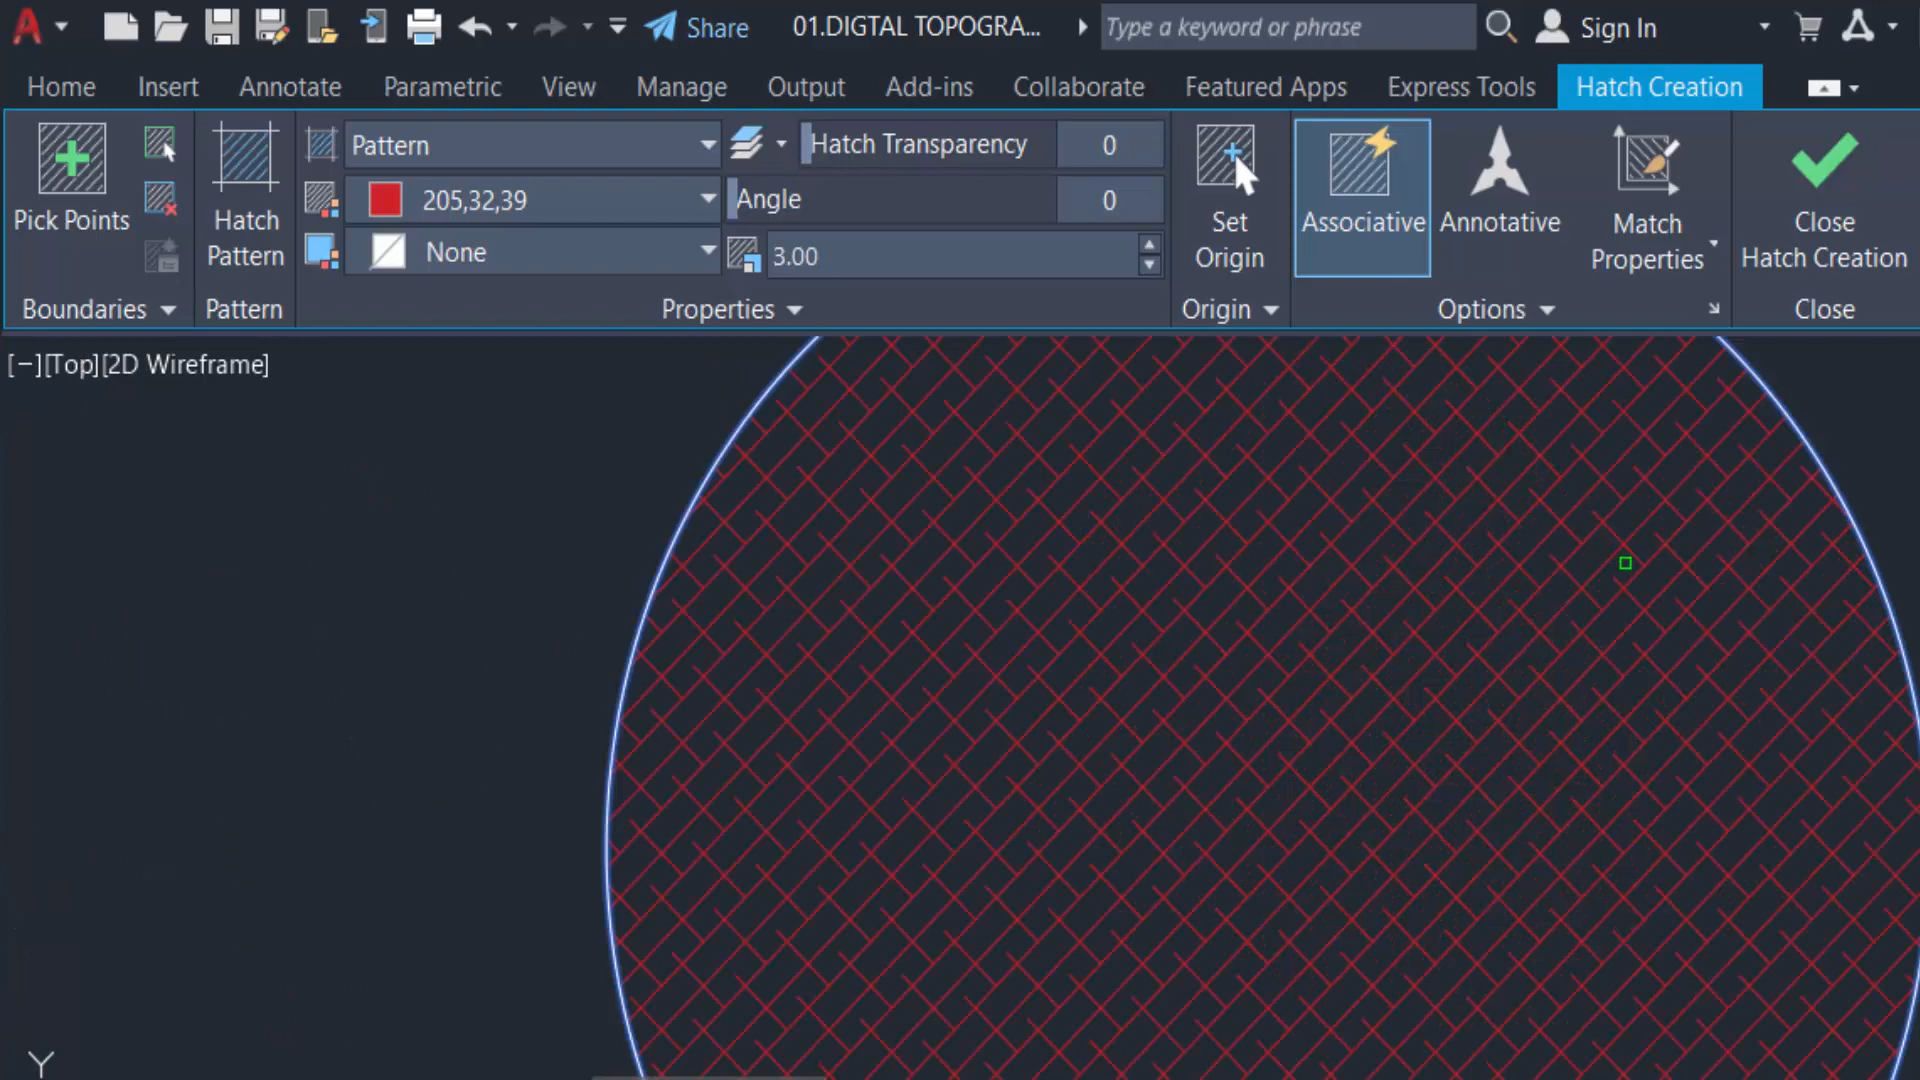 Share 01.DIGTAL TOPOGRA... Type a keyword or phrase Sign In
Home Insert Annotate Parametric View Manage Output Add-ins Collaborate Featured Apps Express Tools Hatch Creation
Pick Points
Hatch
Pattern
Pattern
205,32,39
None
Hatch Transparency 0
Angle 0
3.00
Set
Origin
Associative
Annotative
Match
Properties
Close
Hatch Creation
Boundaries Pattern Properties Origin Options Close
[−][Top][2D Wireframe]
Y